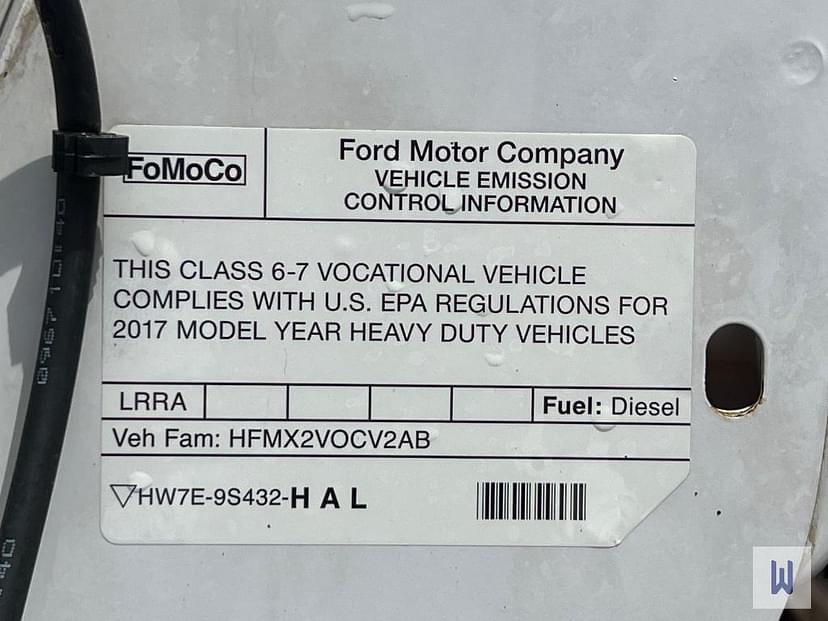 FoMoCo
Ford Motor Company
VEHICLE EMISSION
CONTROL INFORMATION
THIS CLASS 6-7 VOCATIONAL VEHICLE
COMPLIES WITH U.S. EPA REGULATIONS FOR
2017 MODEL YEAR HEAVY DUTY VEHICLES
LRRA
Fuel: Diesel
Veh Fam: HFMX2VOCV2AB
HW7E-9S432-HAL
W